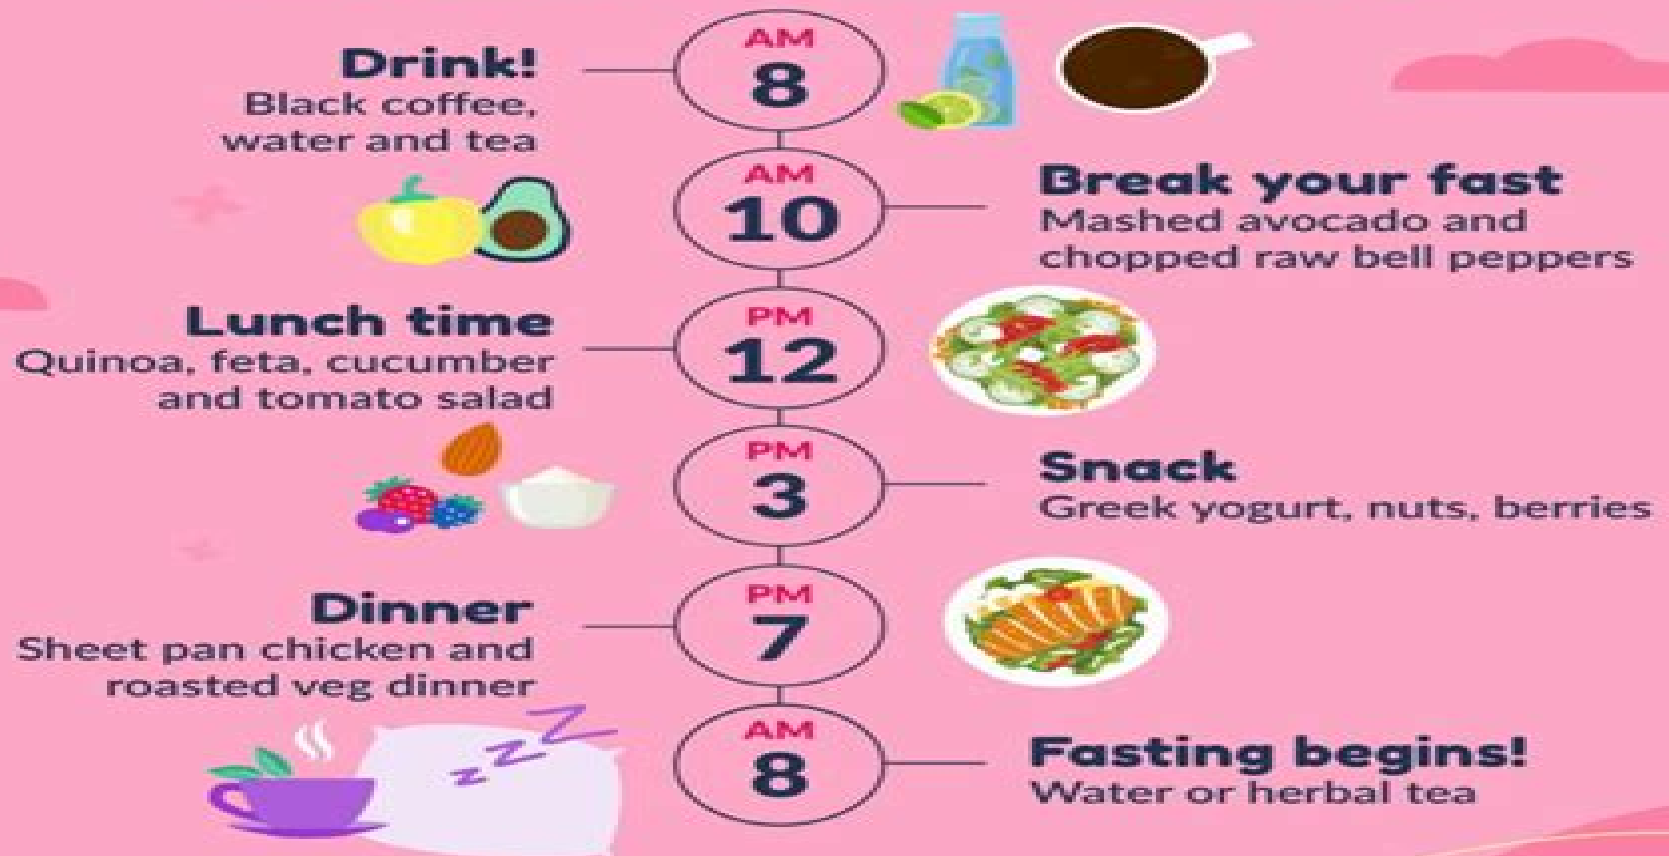 AM
8
Drink!
Black coffee,
water and tea
AM
10
Break your fast
Mashed avocado and
chopped raw bell peppers
PM
12
Lunch time
Quinoa, feta, cucumber
and tomato salad
PM
3
Snack
Greek yogurt, nuts, berries
PM
7
Dinner
Sheet pan chicken and
roasted veg dinner
z z Z
AM
8
Fasting begins!
Water or herbal tea